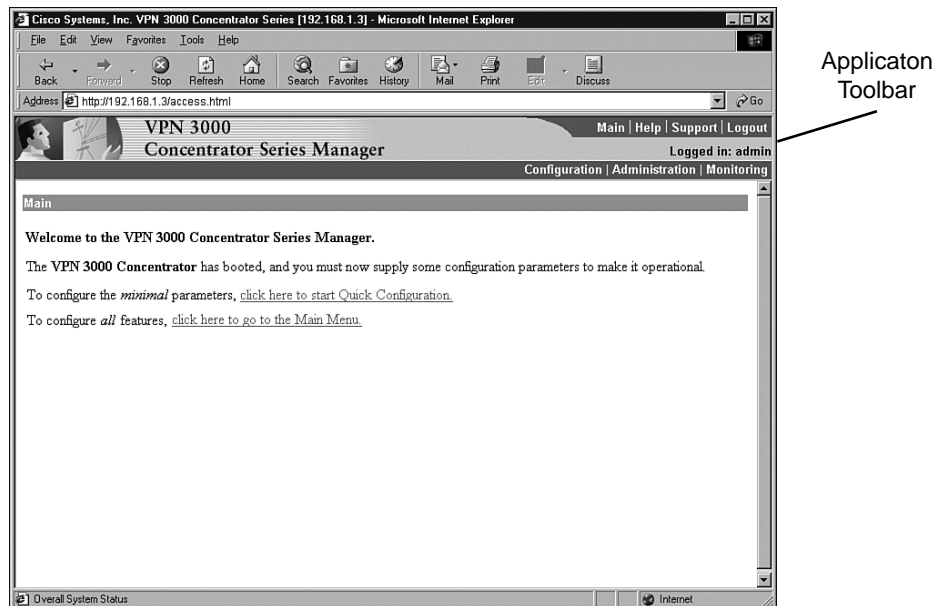 Cisco Systems, Inc. VPN 3000 Concentrator Series [192.168.1.3] - Microsoft Internet Explorer
File Edit View Favorites Tools Help
Back Forward Stop Refresh Home Search Favorites History Mail Print Edit Discuss
Address http://192.168.1.3/access.html Go
Applicaton
Toolbar
VPN 3000
Concentrator Series Manager
Main | Help | Support | Logout
Logged in: admin
Configuration | Administration | Monitoring
Main
Welcome to the VPN 3000 Concentrator Series Manager.
The VPN 3000 Concentrator has booted, and you must now supply some configuration parameters to make it operational.
To configure the minimal parameters, click here to start Quick Configuration.
To configure all features, click here to go to the Main Menu.
Overall System Status Internet